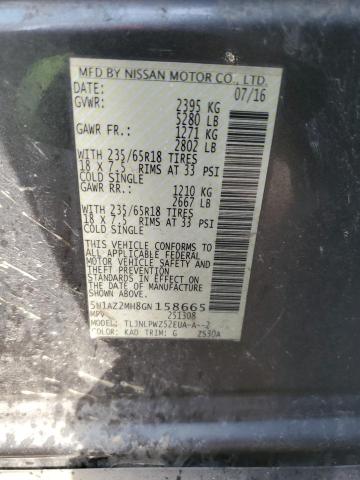 MFD BY NISSAN MOTOR CO., LTD.
DATE: 07/16
GVWR: 2395 KG
5280 LB
GAWR FR.: 1271 KG
2802 LB
WITH 235/65R18 TIRES
18 X 7.5 RIMS AT 33 PSI
COLD SINGLE
GAWR RR.: 1210 KG
2667 LB
WITH 235/65R18 TIRES
18 X 7.5 RIMS AT 33 PSI
COLD SINGLE
THIS VEHICLE CONFORMS TO
ALL APPLICABLE FEDERAL
MOTOR VEHICLE SAFETY
STANDARDS IN EFFECT ON
THE DATE OF MANUFACTURE
SHOWN ABOVE.
5N1AZ2MH8GN158665
MPV 251308
MODEL: TLJNLPWZ52EUA-A--2
COLOR: KAD TRIM: G ZS30A